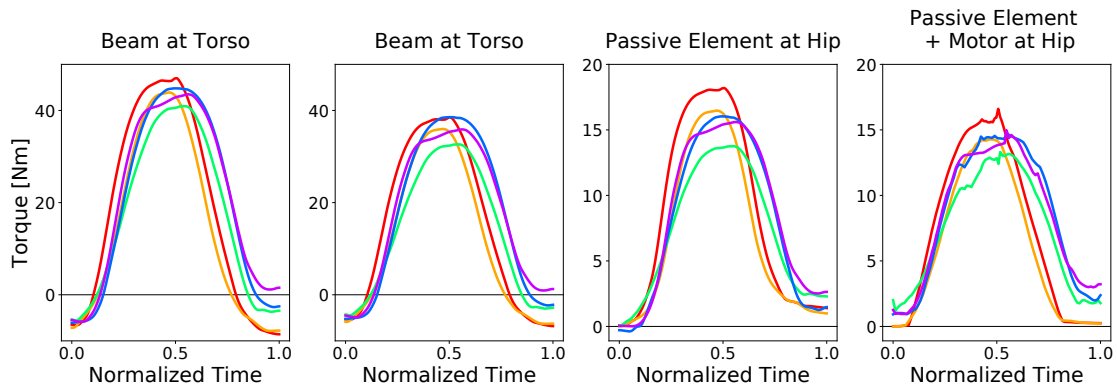 Beam at Torso
Beam at Torso
Passive Element at Hip
Passive Element
+ Motor at Hip
Torque [Nm]
40
20
0
0.0 0.5 1.0
Normalized Time
40
20
0
0.0 0.5 1.0
Normalized Time
20
15
10
5
0
0.0 0.5 1.0
Normalized Time
20
15
10
5
0
0.0 0.5 1.0
Normalized Time